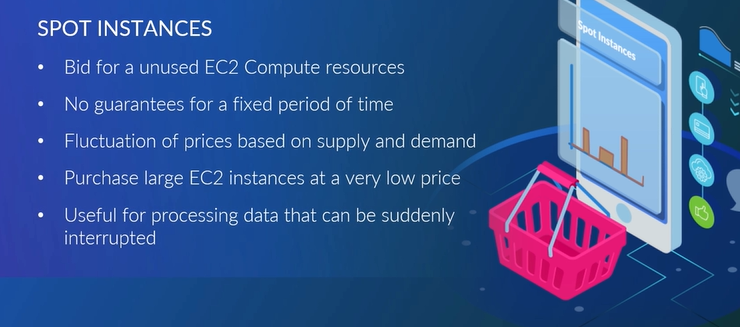 SPOT INSTANCES
• Bid for a unused EC2 Compute resources
• No guarantees for a fixed period of time
• Fluctuation of prices based on supply and demand
• Purchase large EC2 instances at a very low price
• Useful for processing data that can be suddenly
interrupted
Spot Instances